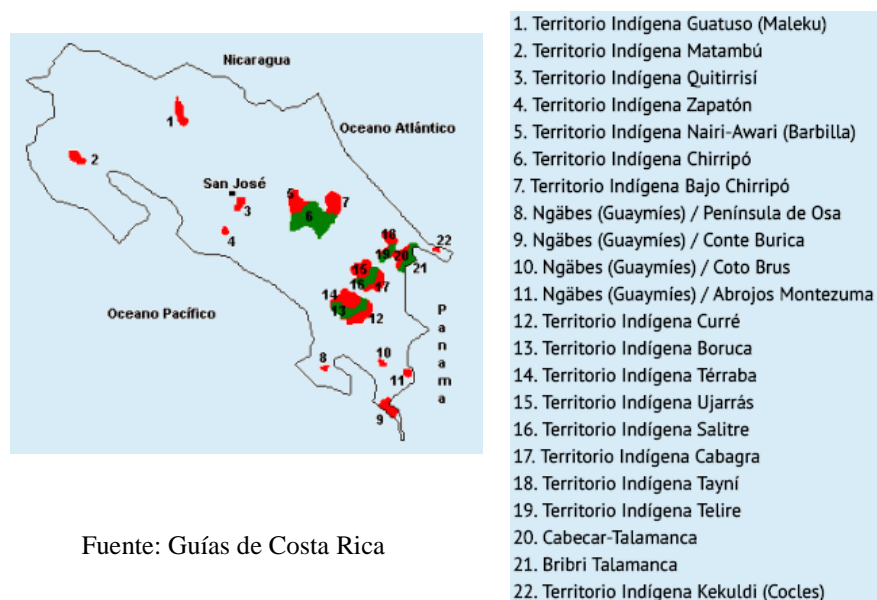 Nicaragua
1
Oceano Atlántico
2
San José
5
7
3
6
4
18
22
19
20
21
15
16
17
14
Oceano Pacífico
13
12
P
a
n
a
m
a
8
10
11
9
Fuente: Guías de Costa Rica
1. Territorio Indígena Guatuso (Maleku)
2. Territorio Indígena Matambú
3. Territorio Indígena Quitirrisí
4. Territorio Indígena Zapatón
5. Territorio Indígena Nairi-Awari (Barbilla)
6. Territorio Indígena Chirripó
7. Territorio Indígena Bajo Chirripó
8. Ngäbes (Guaymíes) / Península de Osa
9. Ngäbes (Guaymíes) / Conte Burica
10. Ngäbes (Guaymíes) / Coto Brus
11. Ngäbes (Guaymíes) / Abrojos Montezuma
12. Territorio Indígena Curré
13. Territorio Indígena Boruca
14. Territorio Indígena Térraba
15. Territorio Indígena Ujarrás
16. Territorio Indígena Salitre
17. Territorio Indígena Cabagra
18. Territorio Indígena Tayní
19. Territorio Indígena Telire
20. Cabecar-Talamanca
21. Bribri Talamanca
22. Territorio Indígena Kekuldi (Cocles)